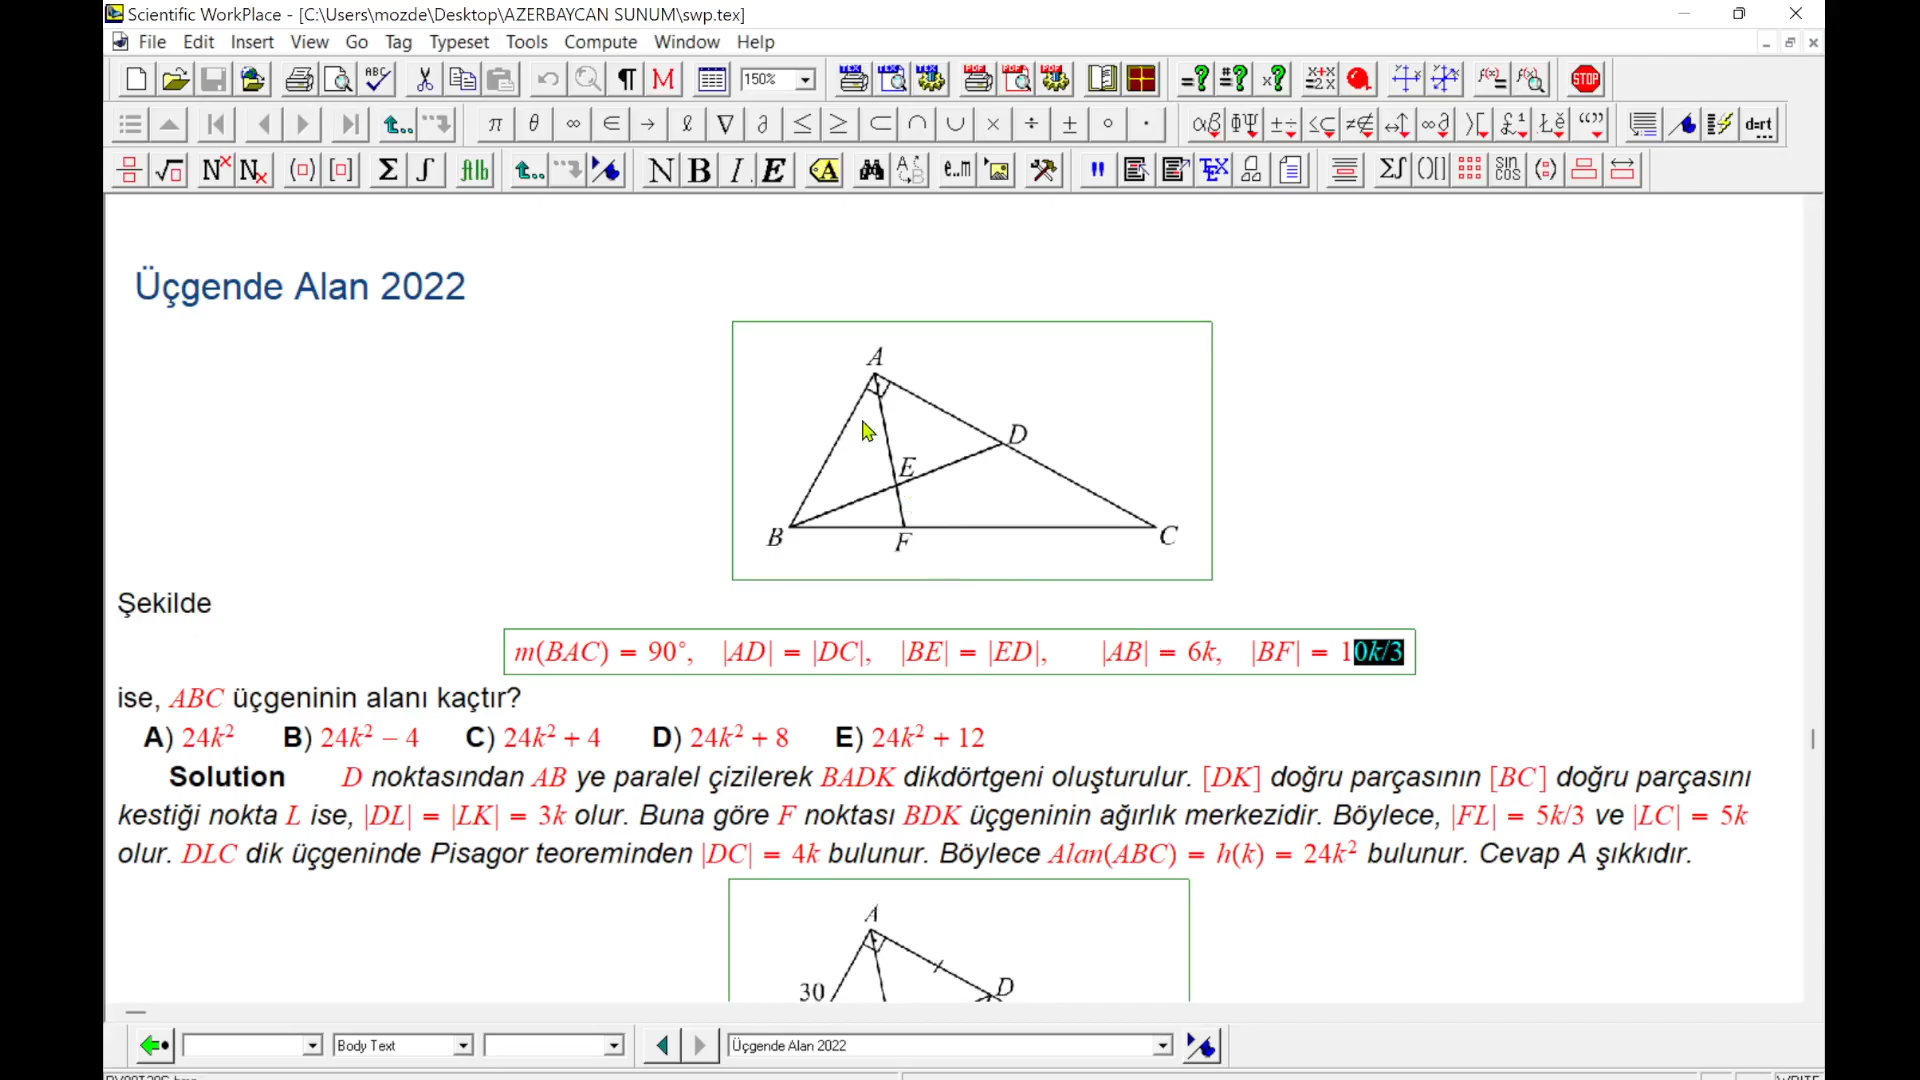 Scientific WorkPlace - [C:\Users\mozde\Desktop\AZERBAYCAN SUNUM\swp.tex]
File Edit Insert View Go Tag Typeset Tools Compute Window Help
150%
Üçgende Alan 2022
A
D
E
B
F
C
Şekilde
m(BAC) = 90°, |AD| = |DC|, |BE| = |ED|, |AB| = 6k, |BF| = 10k/3
ise, ABC üçgeninin alanı kaçtır?
A) 24k² B) 24k² − 4 C) 24k² + 4 D) 24k² + 8 E) 24k² + 12
Solution D noktasından AB ye paralel çizilerek BADK dikdörtgeni oluşturulur. [DK] doğru parçasının [BC] doğru parçasını
kestiği nokta L ise, |DL| = |LK| = 3k olur. Buna göre F noktası BDK üçgeninin ağırlık merkezidir. Böylece, |FL| = 5k/3 ve |LC| = 5k
olur. DLC dik üçgeninde Pisagor teoreminden |DC| = 4k bulunur. Böylece Alan(ABC) = h(k) = 24k² bulunur. Cevap A şıkkıdır.
A
30
D
Body Text
Üçgende Alan 2022